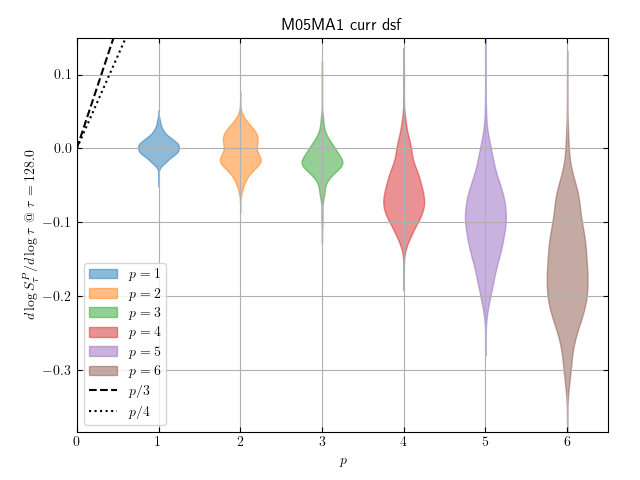 M05MA1 curr dsf
d log S_τ^P / d log τ @ τ = 128.0
0.1
0.0
−0.1
−0.2
−0.3
p = 1
p = 2
p = 3
p = 4
p = 5
p = 6
p/3
p/4
0 1 2 3 4 5 6
p